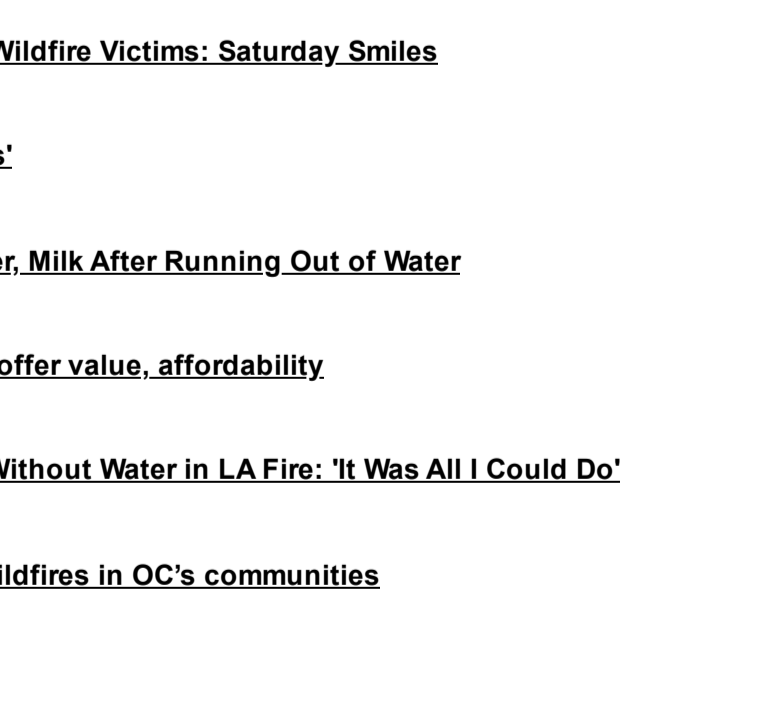 Wildfire Victims: Saturday Smiles
s'
er, Milk After Running Out of Water
offer value, affordability
Without Water in LA Fire: 'It Was All I Could Do'
ildfires in OC’s communities